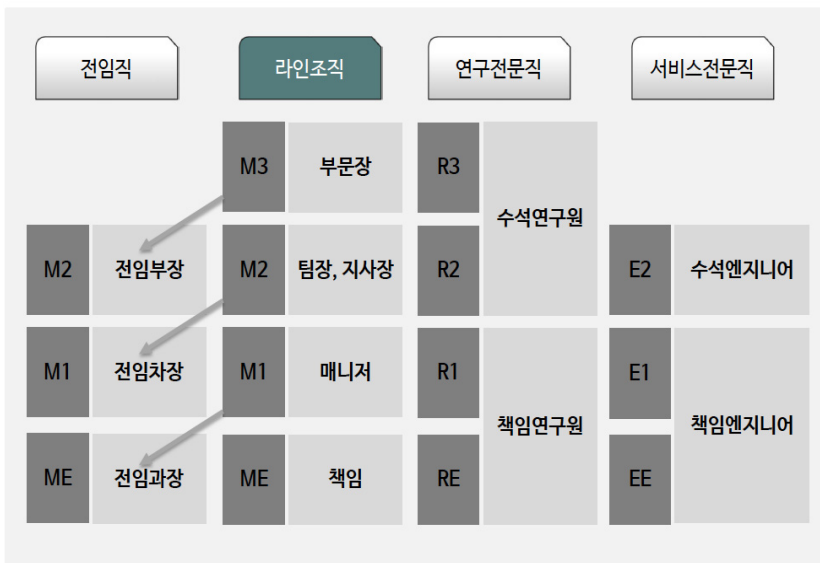 전임직
라인조직
연구전문직
서비스전문직
M3 부문장 R3
수석연구원
M2 전임부장 M2 팀장, 지사장 R2 E2 수석엔지니어
M1 전임차장 M1 매니저 R1 E1
책임연구원 책임엔지니어
ME 전임과장 ME 책임 RE EE